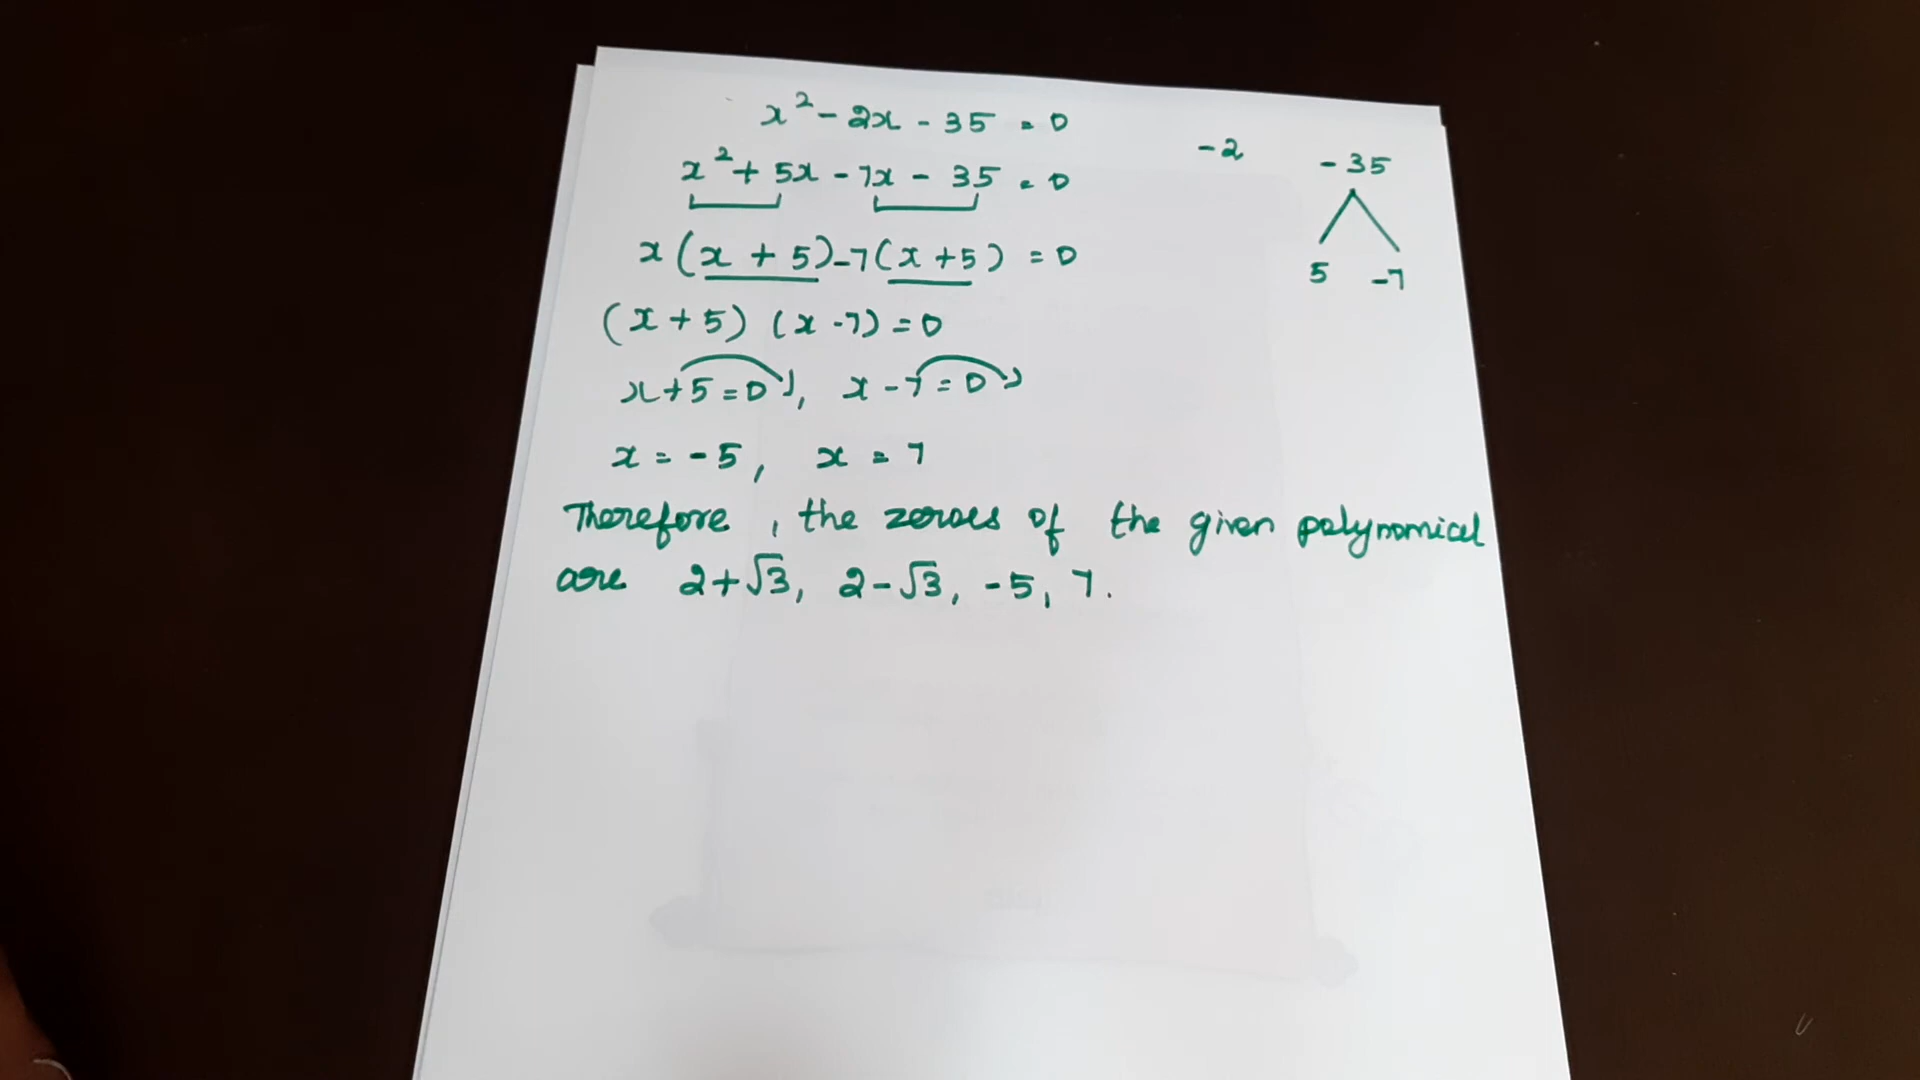 x² - 2x - 35 = 0
-2 -35
x² + 5x - 7x - 35 = 0
5 -7
x (x + 5) -7 (x +5) = 0
(x + 5) (x -7) = 0
x+5 = 0, x - 7 = 0
x = -5, x = 7
Therefore, the zeroes of the given polynomical
are 2+√3, 2-√3, -5, 7.